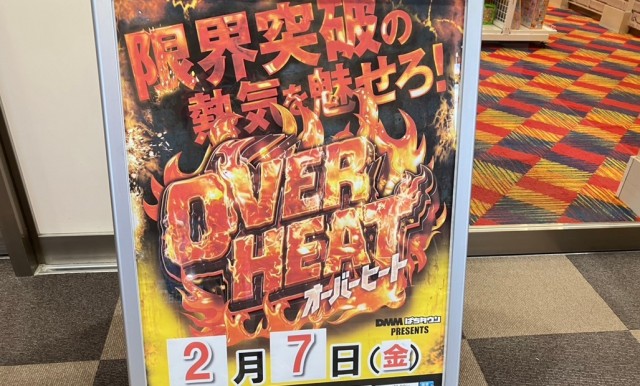 限界突破の
熱気を魅せろ!
OVER
HEAT
オーバーヒート
DMMぱちタウン
PRESENTS
2月7日(金)